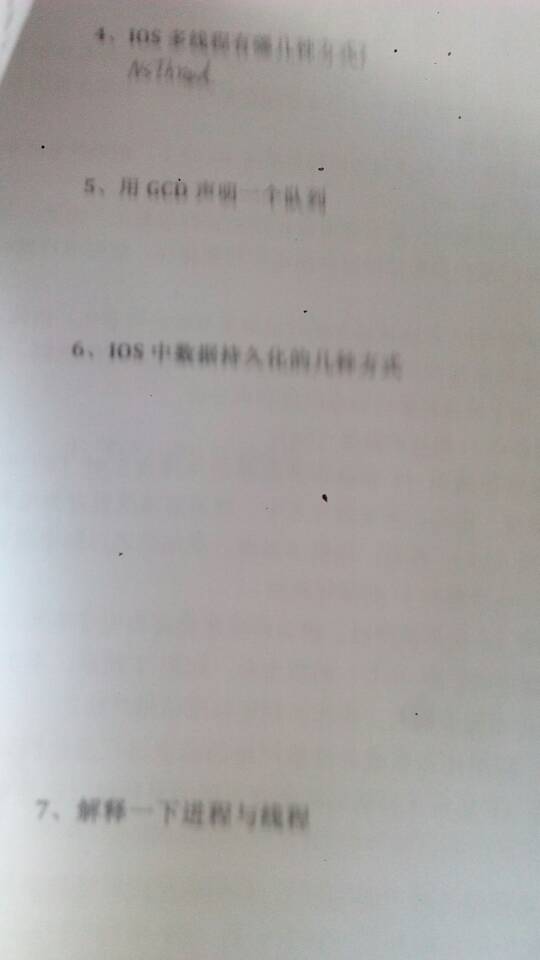 4、IOS 多线程有哪几种方式?
NSThread
5、用 GCD 声明一个队列
6、IOS 中数据持久化的几种方式
7、解释一下进程与线程